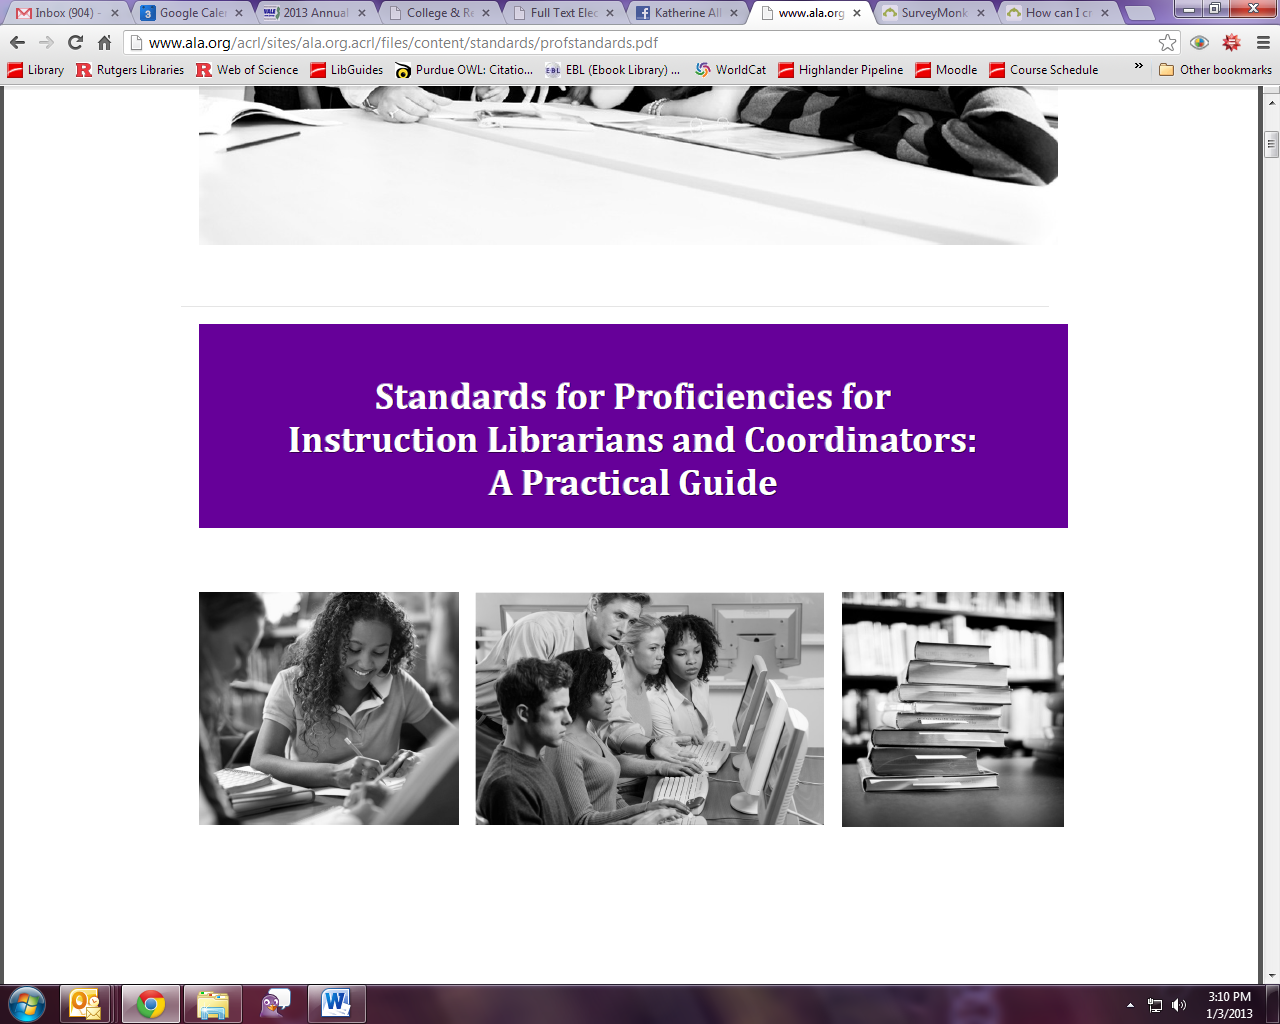 Inbox (904) -
Google Cale
2013 Annual
College & Re
Full Text Elec
Katherine All
www.ala.org
SurveyMonk
How can I cr
www.ala.org/acrl/sites/ala.org.acrl/files/content/standards/profstandards.pdf
Library
Rutgers Libraries
Web of Science
LibGuides
Purdue OWL: Citatio...
EBL (Ebook Library) ...
WorldCat
Highlander Pipeline
Moodle
Course Schedule
Other bookmarks
Standards for Proficiencies for
Instruction Librarians and Coordinators:
A Practical Guide
3:10 PM
1/3/2013